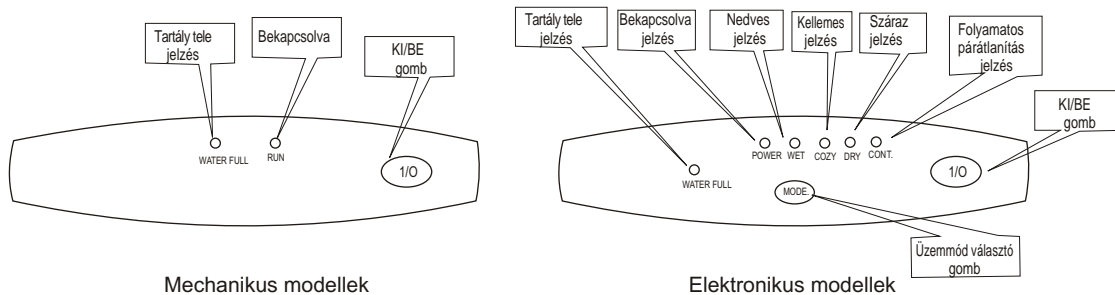 Tartály tele
jelzés
Bekapcsolva
KI/BE
gomb
WATER FULL
RUN
1/O
Mechanikus modellek
Tartály tele
jelzés
Bekapcsolva
jelzés
Nedves
jelzés
Kellemes
jelzés
Száraz
jelzés
Folyamatos
párátlanítás
jelzés
KI/BE
gomb
POWER
WET
COZY
DRY
CONT.
WATER FULL
MODE.
1/O
Üzemmód választó
gomb
Elektronikus modellek